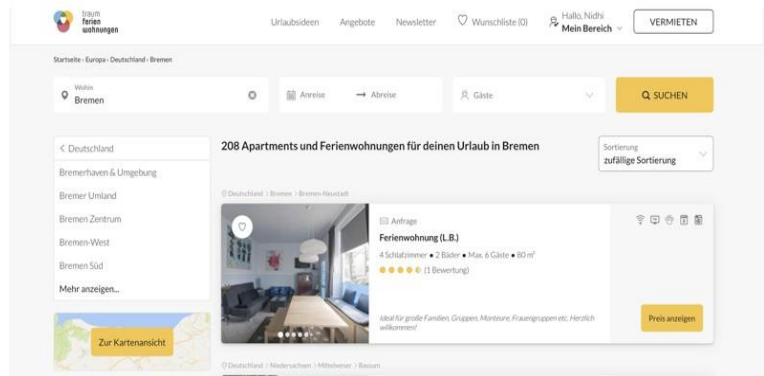 traum
ferien
wohnungen
Urlaubsideen
Angebote
Newsletter
Wunschliste (0)
Hallo, Nidhi
Mein Bereich
VERMIETEN
Startseite › Europa › Deutschland › Bremen
Wohin
Bremen
Anreise → Abreise
Gäste
SUCHEN
< Deutschland
Bremerhaven & Umgebung
Bremer Umland
Bremen Zentrum
Bremen-West
Bremen Süd
Mehr anzeigen...
Zur Kartenansicht
208 Apartments und Ferienwohnungen für deinen Urlaub in Bremen
Sortierung
zufällige Sortierung
Deutschland > Bremen > Bremen-Neustadt
Anfrage
Ferienwohnung (L.B.)
4 Schlafzimmer • 2 Bäder • Max. 6 Gäste • 80 m²
(1 Bewertung)
Ideal für große Familien, Gruppen, Monteure, Frauengruppen etc. Herzlich
willkommen!
Preis anzeigen
Deutschland > Niedersachsen > Mittelweser > Bassum